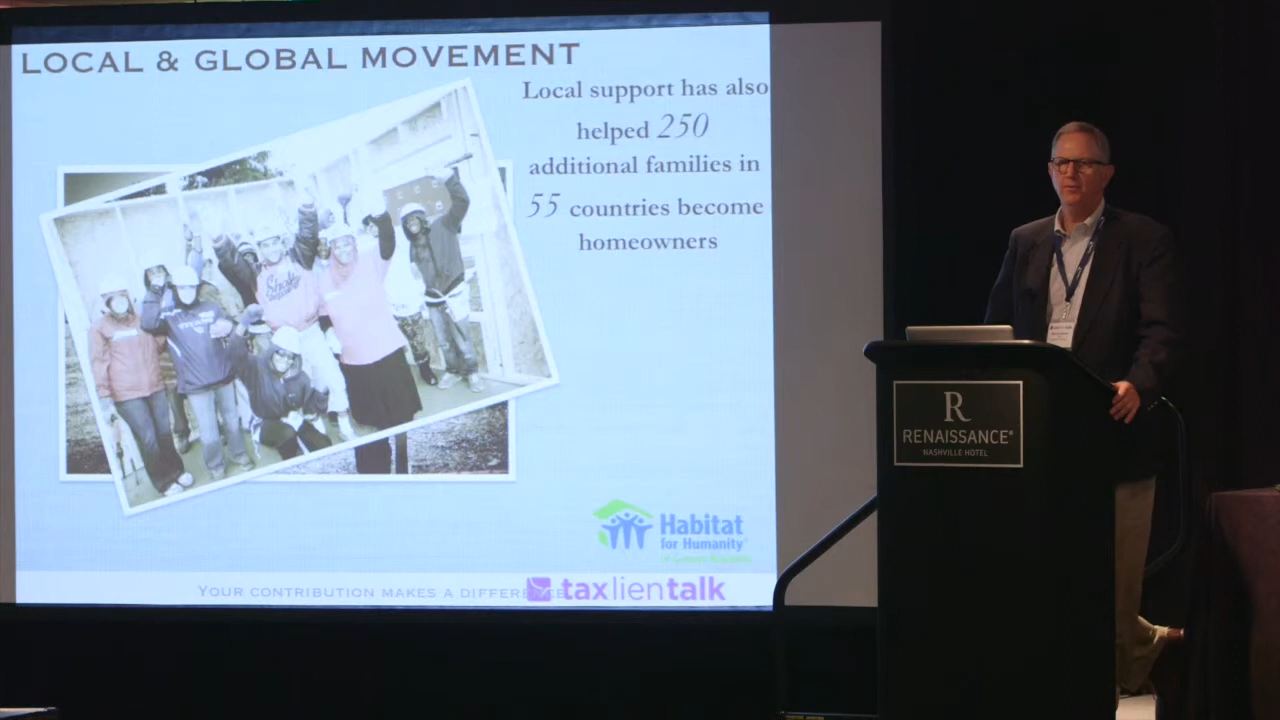 LOCAL & GLOBAL MOVEMENT
Local support has also
helped 250
additional families in
55 countries become
homeowners
Habitat
for Humanity®
YOUR CONTRIBUTION MAKES A
taxlientalk
R
RENAISSANCE®
NASHVILLE HOTEL